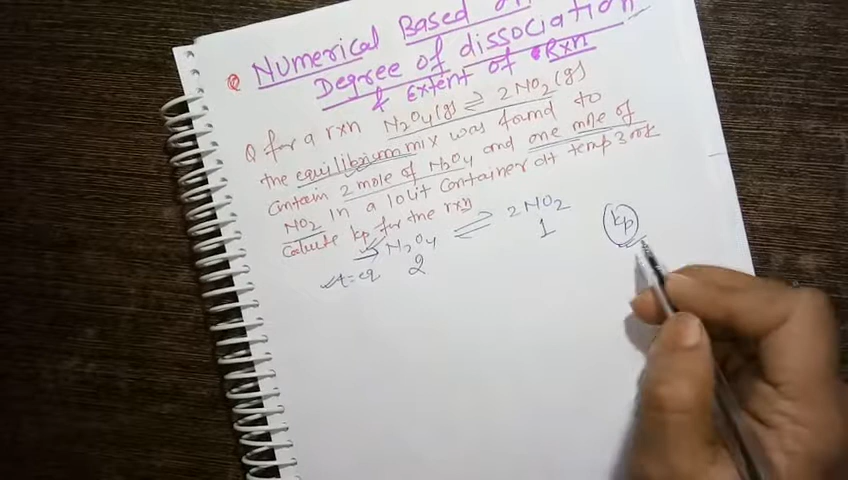 Numerical Based on
Degree of dissociation
& Extent of Rxn
Q for a rxn N2O4(g) ⇌ 2NO2(g)
the equilibrium mix was found to
contain 2 mole of N2O4 and one mole of
NO2 in a 10lit container at temp 300k
Calculate kp for the rxn
N2O4 ⇌ 2NO2 kp
t=eq 2 1